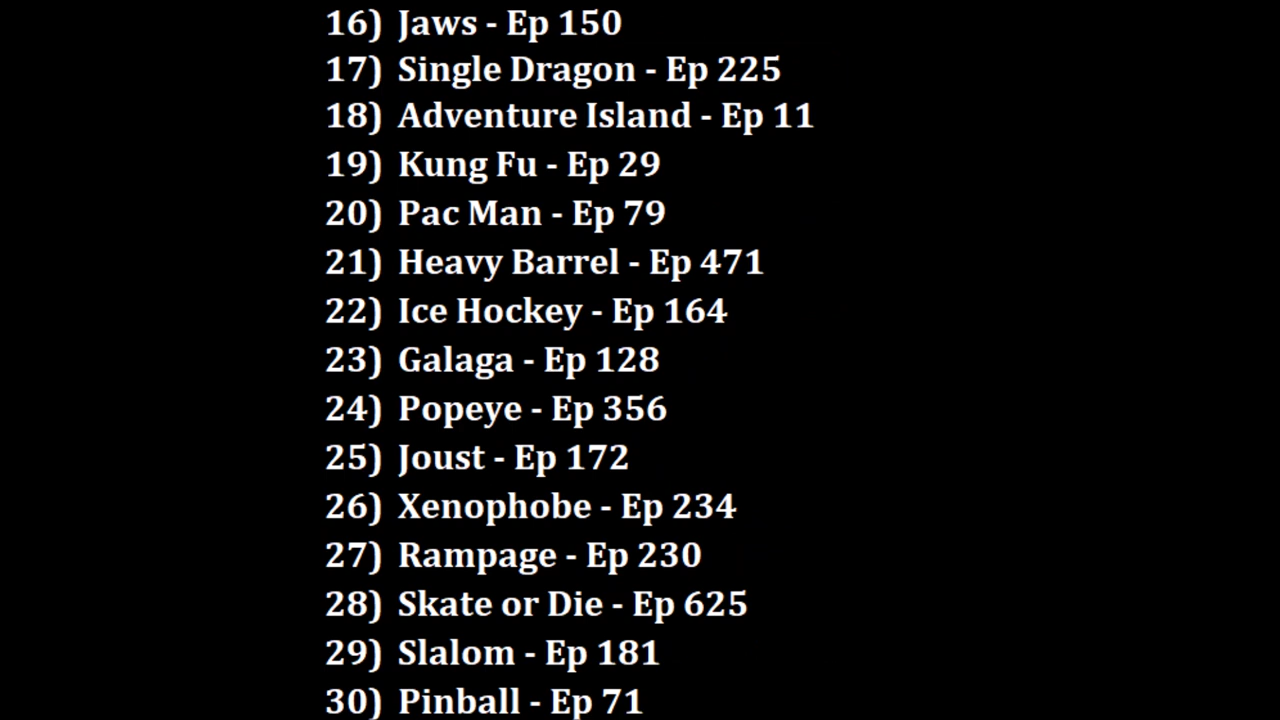 16) Jaws - Ep 150
17) Single Dragon - Ep 225
18) Adventure Island - Ep 11
19) Kung Fu - Ep 29
20) Pac Man - Ep 79
21) Heavy Barrel - Ep 471
22) Ice Hockey - Ep 164
23) Galaga - Ep 128
24) Popeye - Ep 356
25) Joust - Ep 172
26) Xenophobe - Ep 234
27) Rampage - Ep 230
28) Skate or Die - Ep 625
29) Slalom - Ep 181
30) Pinball - Ep 71